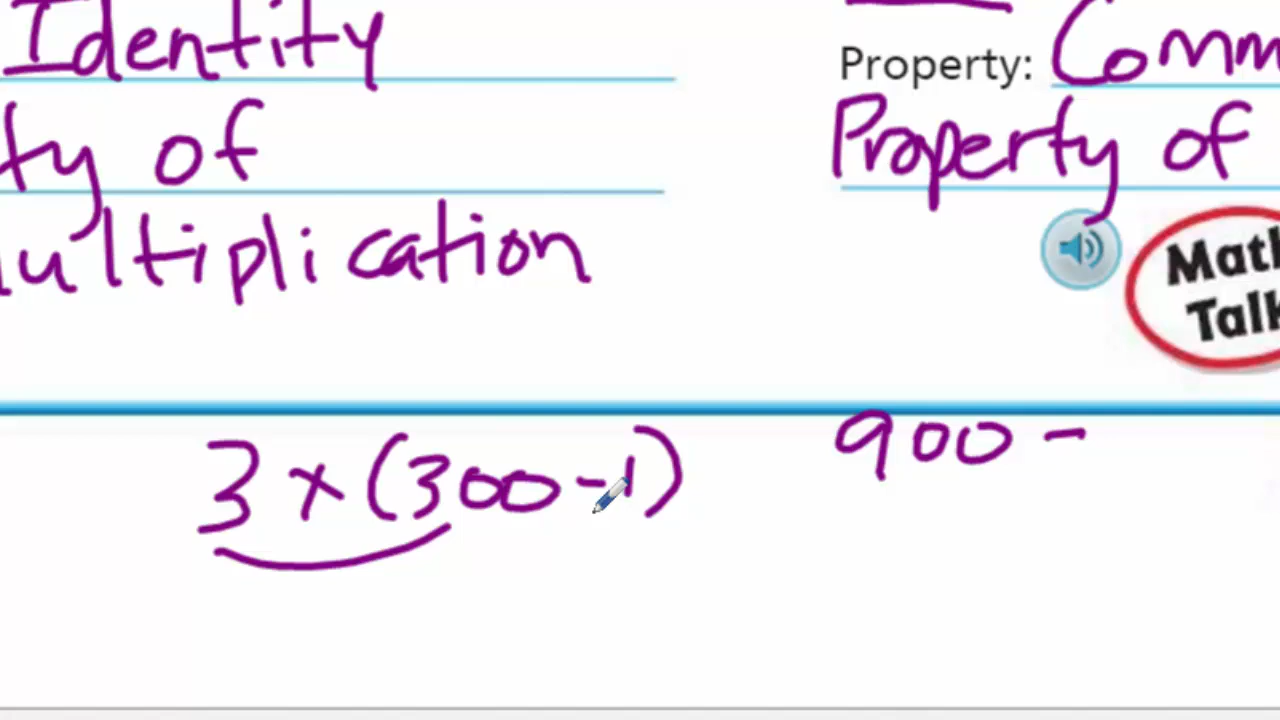 Identity
ty of
ultiplication
Property: Comm
Property of
Math
Talk
3 x (300-1)
900 -